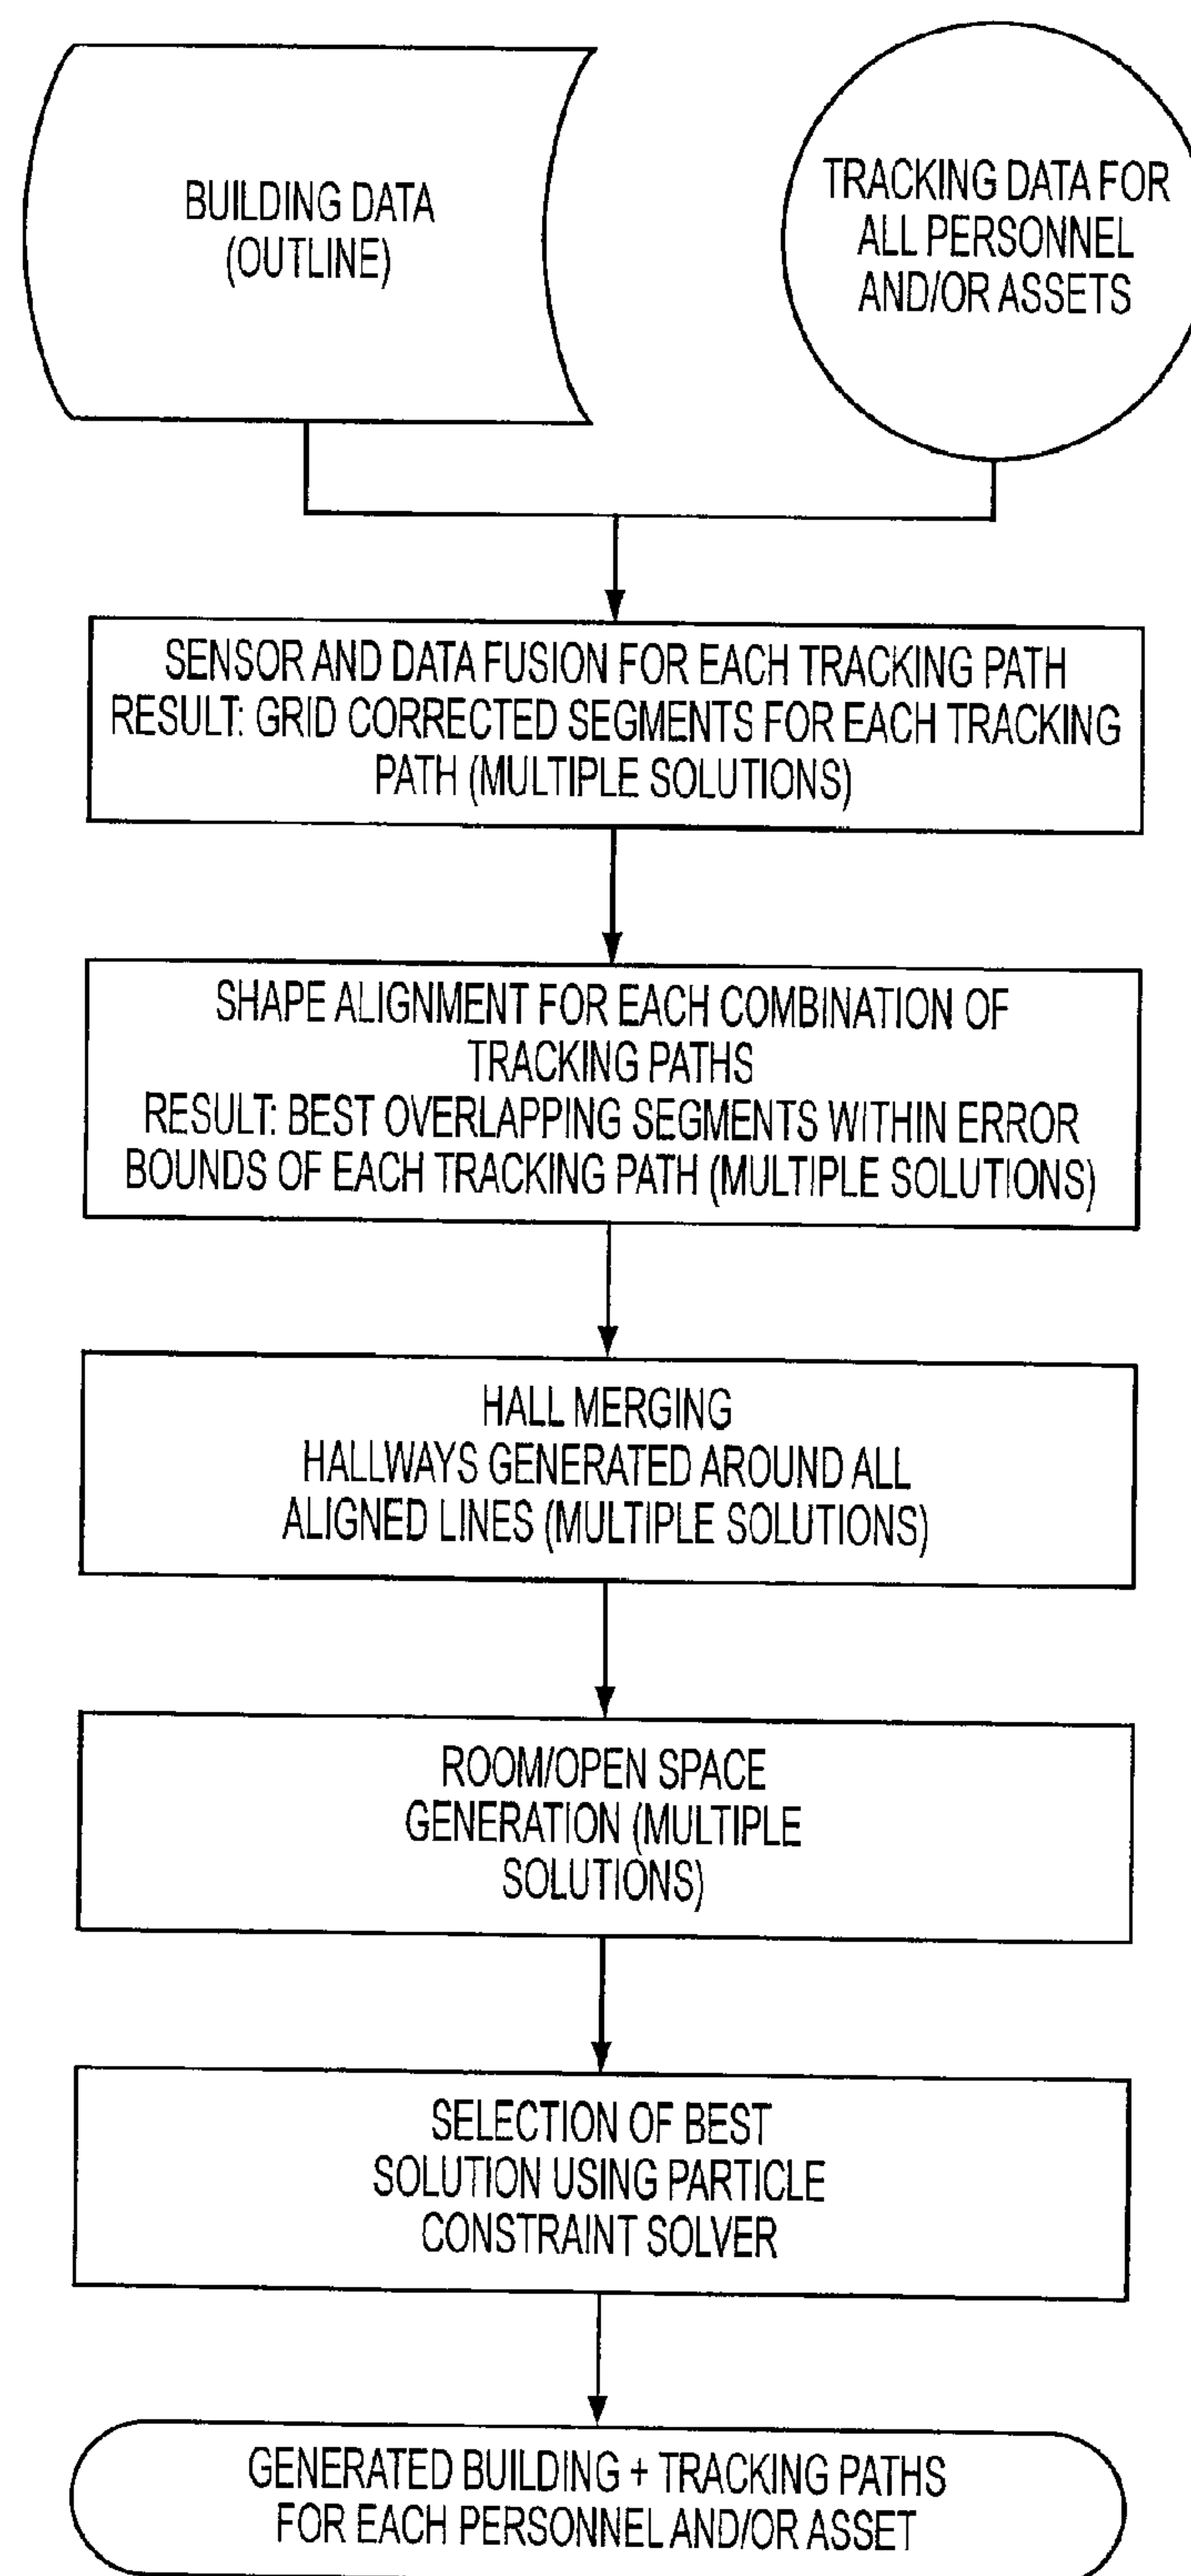 BUILDING DATA
(OUTLINE)
TRACKING DATA FOR
ALL PERSONNEL
AND/OR ASSETS
SENSOR AND DATA FUSION FOR EACH TRACKING PATH
RESULT: GRID CORRECTED SEGMENTS FOR EACH TRACKING
PATH (MULTIPLE SOLUTIONS)
SHAPE ALIGNMENT FOR EACH COMBINATION OF
TRACKING PATHS
RESULT: BEST OVERLAPPING SEGMENTS WITHIN ERROR
BOUNDS OF EACH TRACKING PATH (MULTIPLE SOLUTIONS)
HALL MERGING
HALLWAYS GENERATED AROUND ALL
ALIGNED LINES (MULTIPLE SOLUTIONS)
ROOM/OPEN SPACE
GENERATION (MULTIPLE
SOLUTIONS)
SELECTION OF BEST
SOLUTION USING PARTICLE
CONSTRAINT SOLVER
GENERATED BUILDING + TRACKING PATHS
FOR EACH PERSONNEL AND/OR ASSET